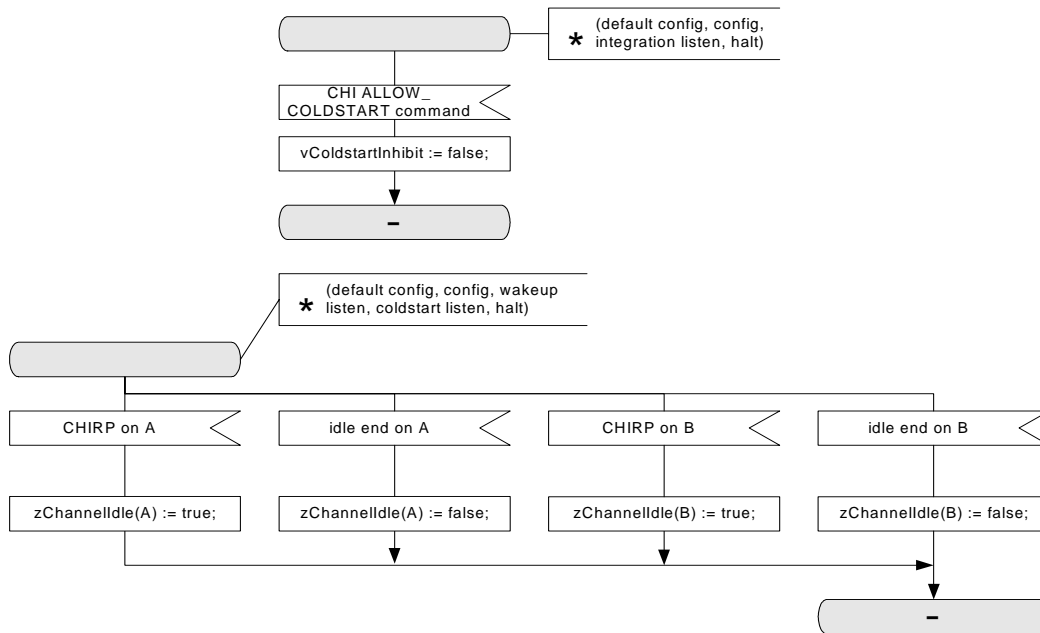 *
(default config, config,
integration listen, halt)
CHI ALLOW_
COLDSTART command
vColdstartInhibit := false;
–
*
(default config, config, wakeup
listen, coldstart listen, halt)
CHIRP on A
idle end on A
CHIRP on B
idle end on B
zChannelIdle(A) := true;
zChannelIdle(A) := false;
zChannelIdle(B) := true;
zChannelIdle(B) := false;
–